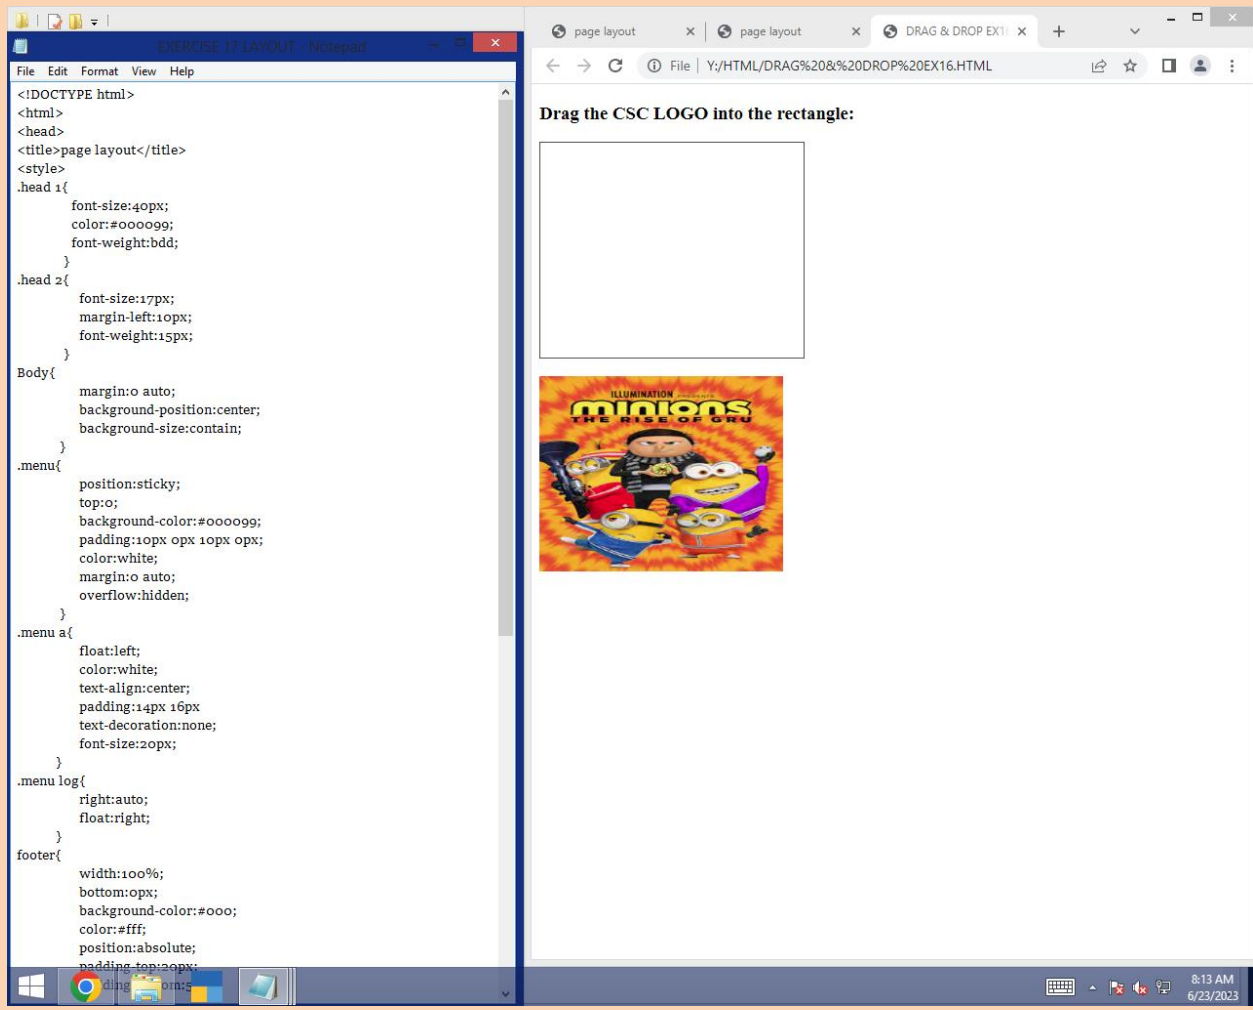 EXERCISE 17 LAYOUT - Notepad
File Edit Format View Help
<!DOCTYPE html>
<html>
<head>
<title>page layout</title>
<style>
.head 1{
font-size:40px;
color:#000099;
font-weight:bdd;
}
.head 2{
font-size:17px;
margin-left:10px;
font-weight:15px;
}
Body{
margin:0 auto;
background-position:center;
background-size:contain;
}
.menu{
position:sticky;
top:0;
background-color:#000099;
padding:10px 0px 10px 0px;
color:white;
margin:0 auto;
overflow:hidden;
}
.menu a{
float:left;
color:white;
text-align:center;
padding:14px 16px
text-decoration:none;
font-size:20px;
}
.menu log{
right:auto;
float:right;
}
footer{
width:100%;
bottom:0px;
background-color:#000;
color:#fff;
position:absolute;
padding-top:20px;
page layout
page layout
DRAG & DROP EX1
File Y:/HTML/DRAG%20&%20DROP%20EX16.HTML
Drag the CSC LOGO into the rectangle:
ILLUMINATION
minions
THE RISE OF GRU
8:13 AM
6/23/2023